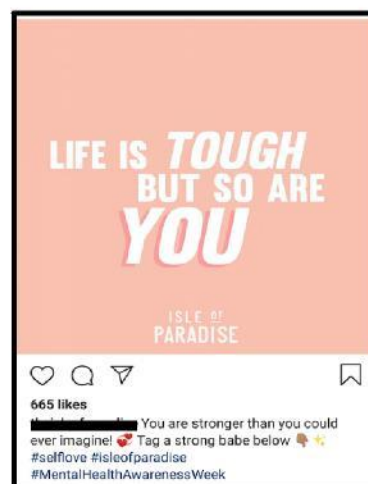 LIFE IS TOUGH
BUT SO ARE
YOU
ISLE OF
PARADISE
665 likes
You are stronger than you could
ever imagine! 💞 Tag a strong babe below 👇🏽 ✨
#selflove #isleofparadise
#MentalHealthAwarenessWeek